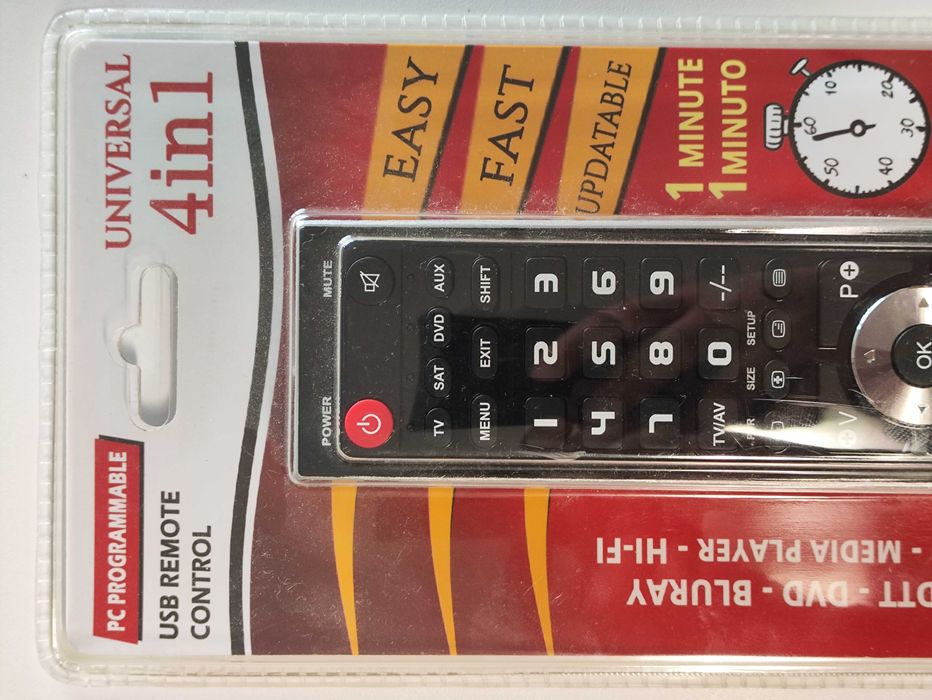 PC PROGRAMMABLE
USB REMOTE
CONTROL
UNIVERSAL
4in1
EASY
FAST
UPDATABLE
1 MINUTE
1 MINUTO
10
20
30
40
50
60
POWER MUTE
TV SAT DVD AUX
MENU EXIT SHIFT
1 2 3
4 5 6
7 8 9
TV/AV 0 -/--
SIZE SETUP
V P+
OK
DTT - DVD - BLURAY
- MEDIA PLAYER - HI-FI